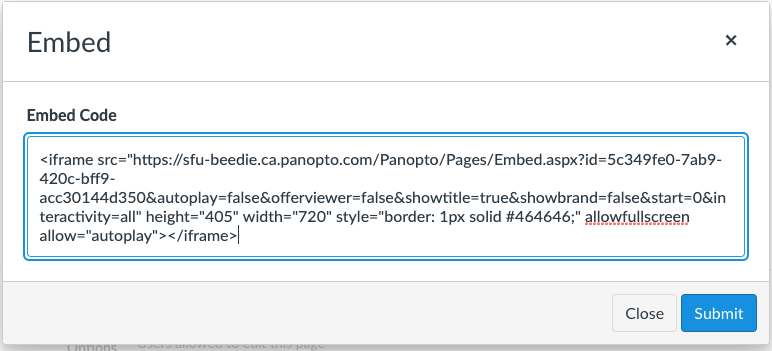 Embed
×
Embed Code
<iframe src="https://sfu-beedie.ca.panopto.com/Panopto/Pages/Embed.aspx?id=5c349fe0-7ab9-
420c-bff9-
acc30144d350&autoplay=false&offerviewer=false&showtitle=true&showbrand=false&start=0&in
teractivity=all" height="405" width="720" style="border: 1px solid #464646;" allowfullscreen
allow="autoplay"></iframe>
Close Submit
Options Users allowed to edit this page